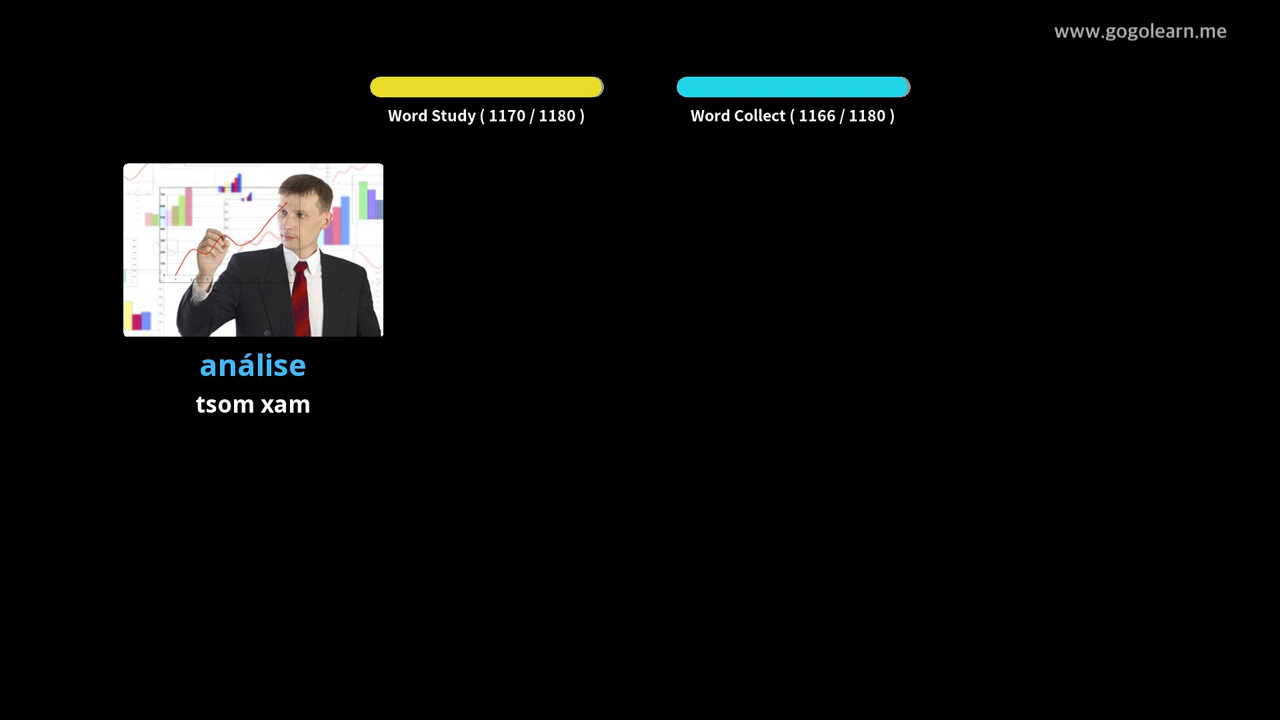 www.gogolearn.me
Word Study ( 1170 / 1180 )
Word Collect ( 1166 / 1180 )
análise
tsom xam